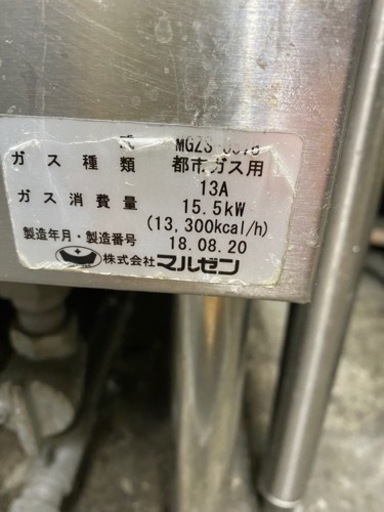 式 MGZS
ガス種類 都市ガス用
13A
ガス消費量 15.5kW
(13,300kcal/h)
製造年月・製造番号 18.08.20
株式会社マルゼン